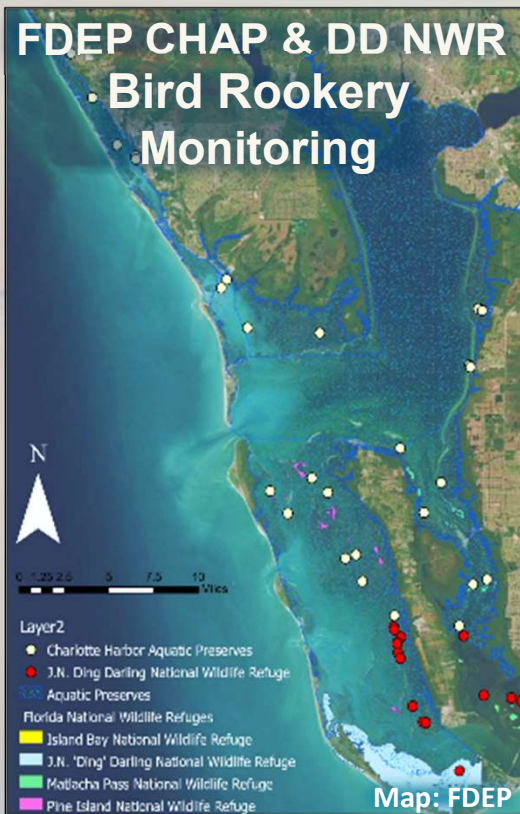 FDEP CHAP & DD NWR
Bird Rookery
Monitoring
N
0 1.25 2.5 5 7.5 10
Miles
Layer2
Charlotte Harbor Aquatic Preserves
J.N. Ding Darling National Wildlife Refuge
Aquatic Preserves
Florida National Wildlife Refuges
Island Bay National Wildlife Refuge
J.N. 'Ding' Darling National Wildlife Refuge
Matlacha Pass National Wildlife Refuge
Pine Island National Wildlife Refuge
Map: FDEP